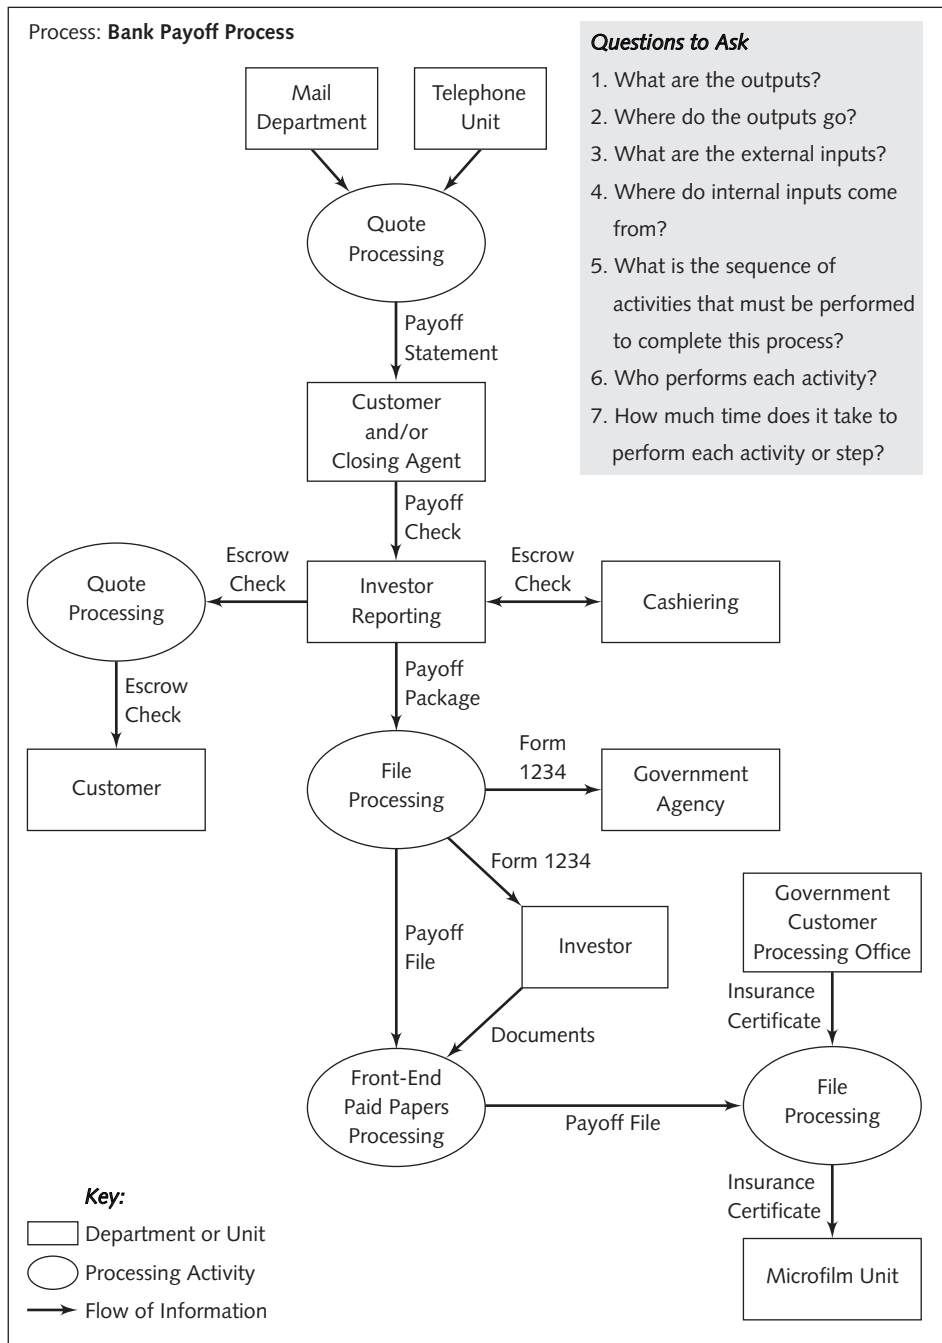 Process: Bank Payoff Process
Questions to Ask
1. What are the outputs?
2. Where do the outputs go?
3. What are the external inputs?
4. Where do internal inputs come
from?
5. What is the sequence of
activities that must be performed
to complete this process?
6. Who performs each activity?
7. How much time does it take to
perform each activity or step?
Mail
Department
Telephone
Unit
Quote
Processing
Payoff
Statement
Customer
and/or
Closing Agent
Payoff
Check
Quote
Processing
Escrow
Check
Investor
Reporting
Escrow
Check
Cashiering
Escrow
Check
Customer
Payoff
Package
File
Processing
Form
1234
Government
Agency
Form 1234
Payoff
File
Investor
Documents
Government
Customer
Processing Office
Insurance
Certificate
Front-End
Paid Papers
Processing
Payoff File
File
Processing
Insurance
Certificate
Microfilm Unit
Key:
Department or Unit
Processing Activity
Flow of Information